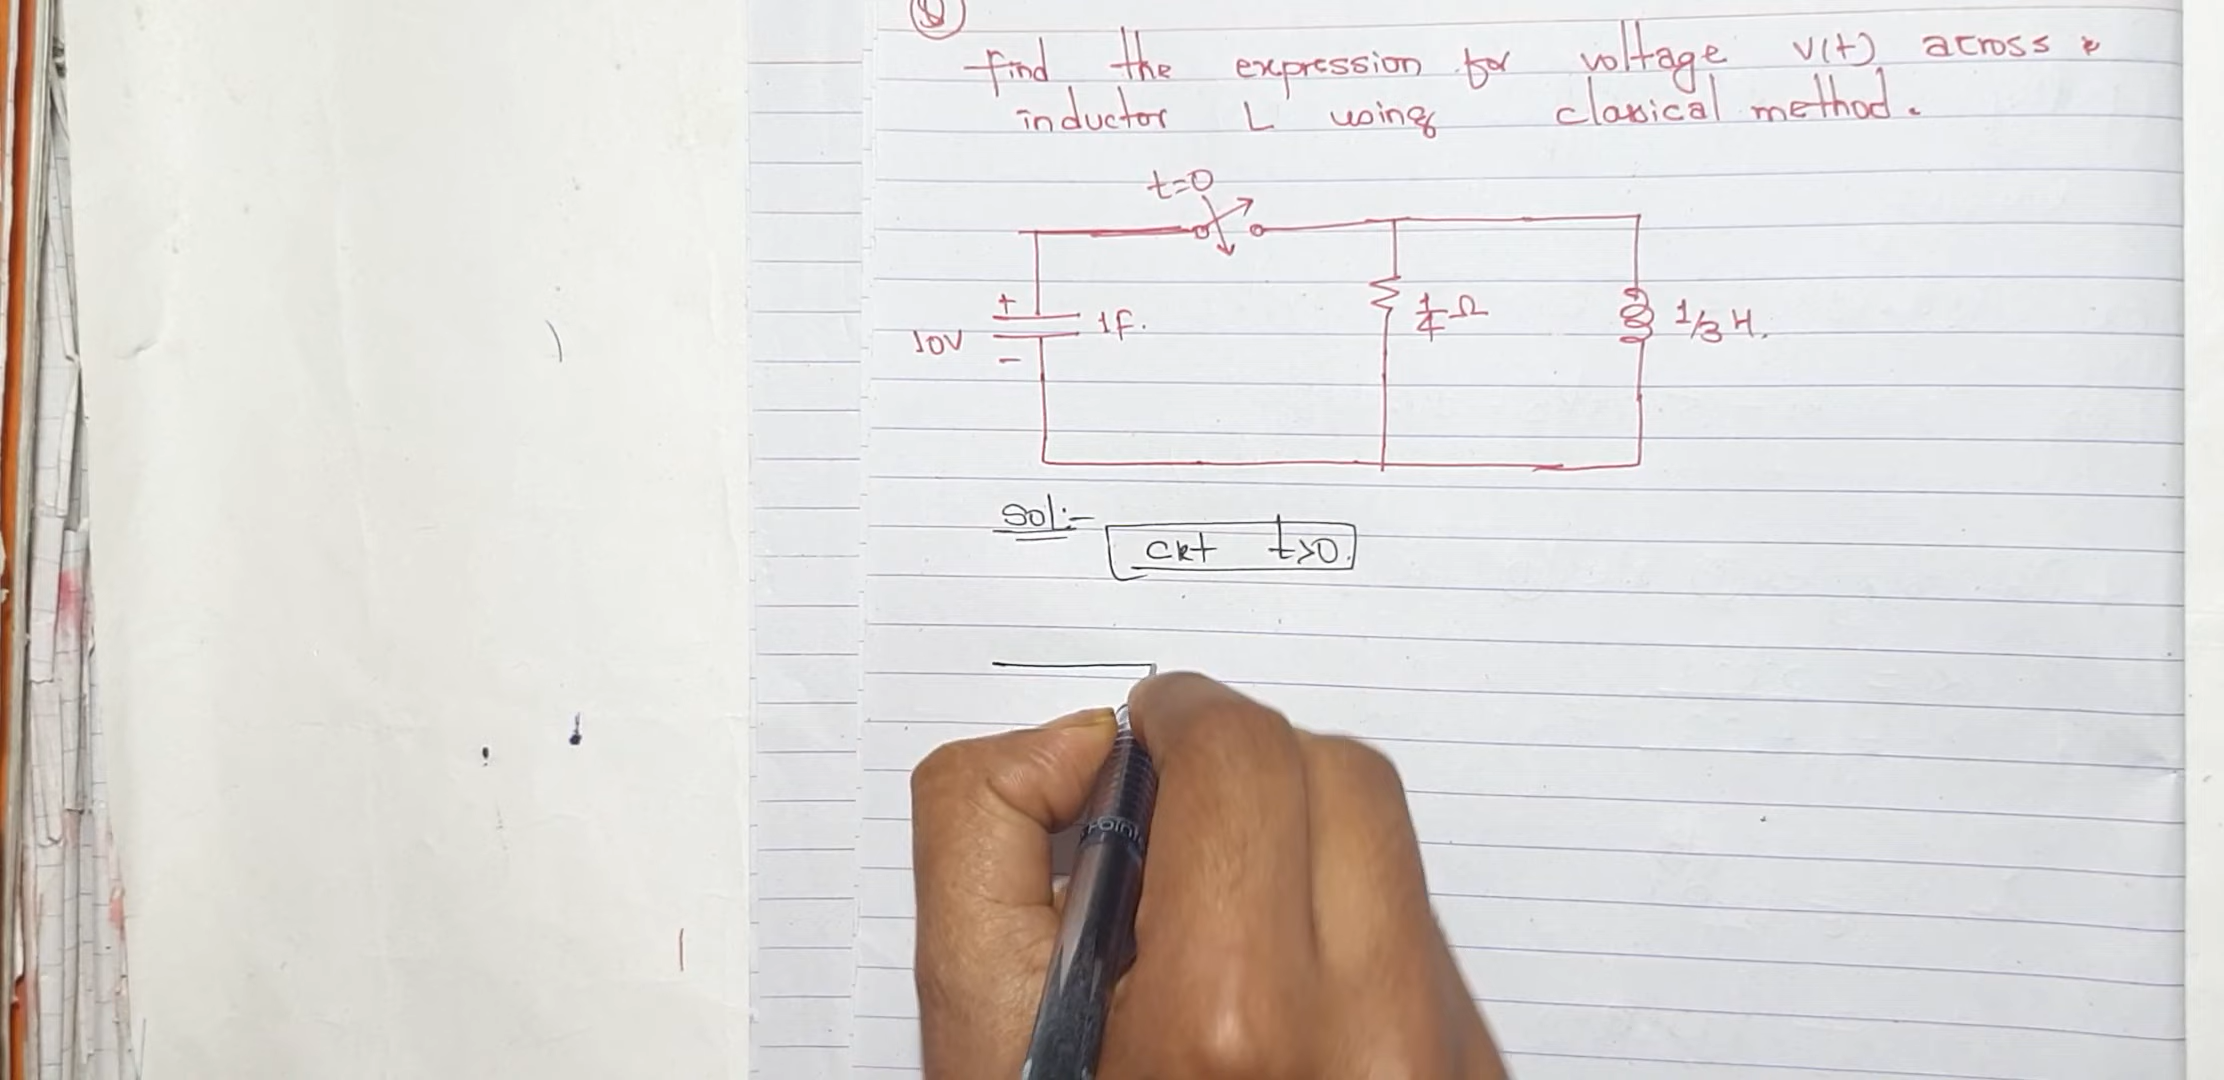 Find the expression for voltage v(t) across
inductor L using classical method.
t=0
+
10V
1F.
-
1/4 Ω
1/3 H.
Sol:-
ckt t>0.
POINT